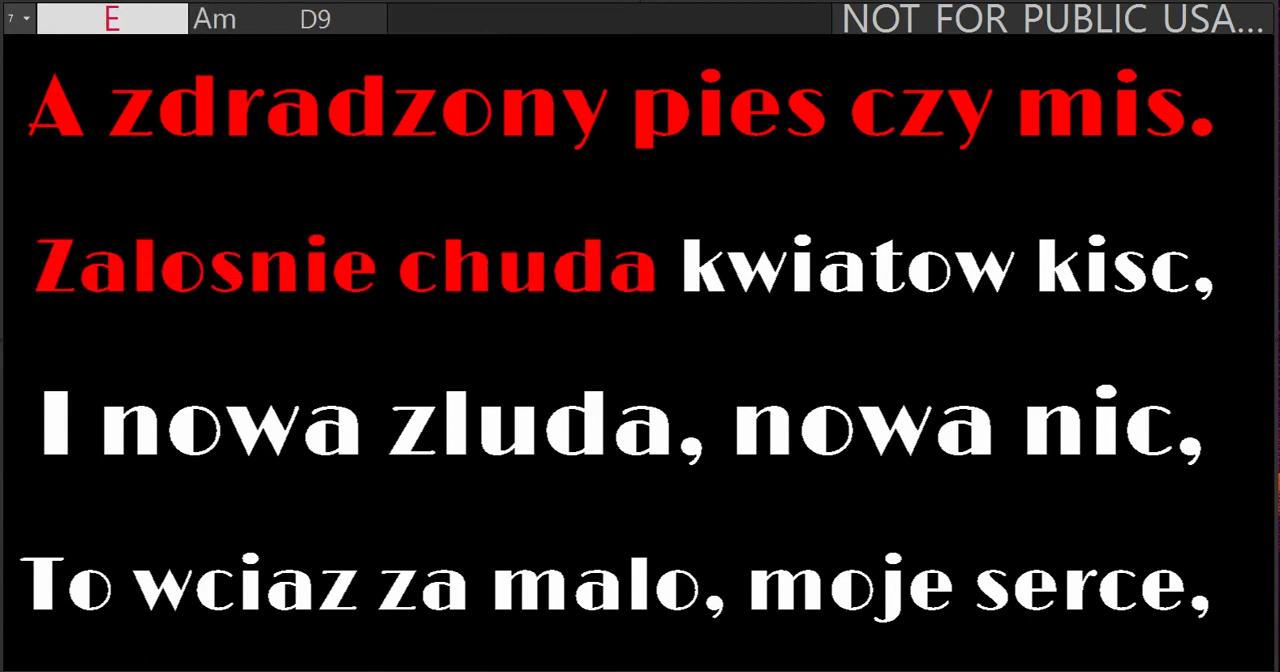 7 E Am D9 NOT FOR PUBLIC USA...
A zdradzony pies czy mis.
Zalosnie chuda kwiatow kisc,
I nowa zluda, nowa nic,
To wciaz za malo, moje serce,